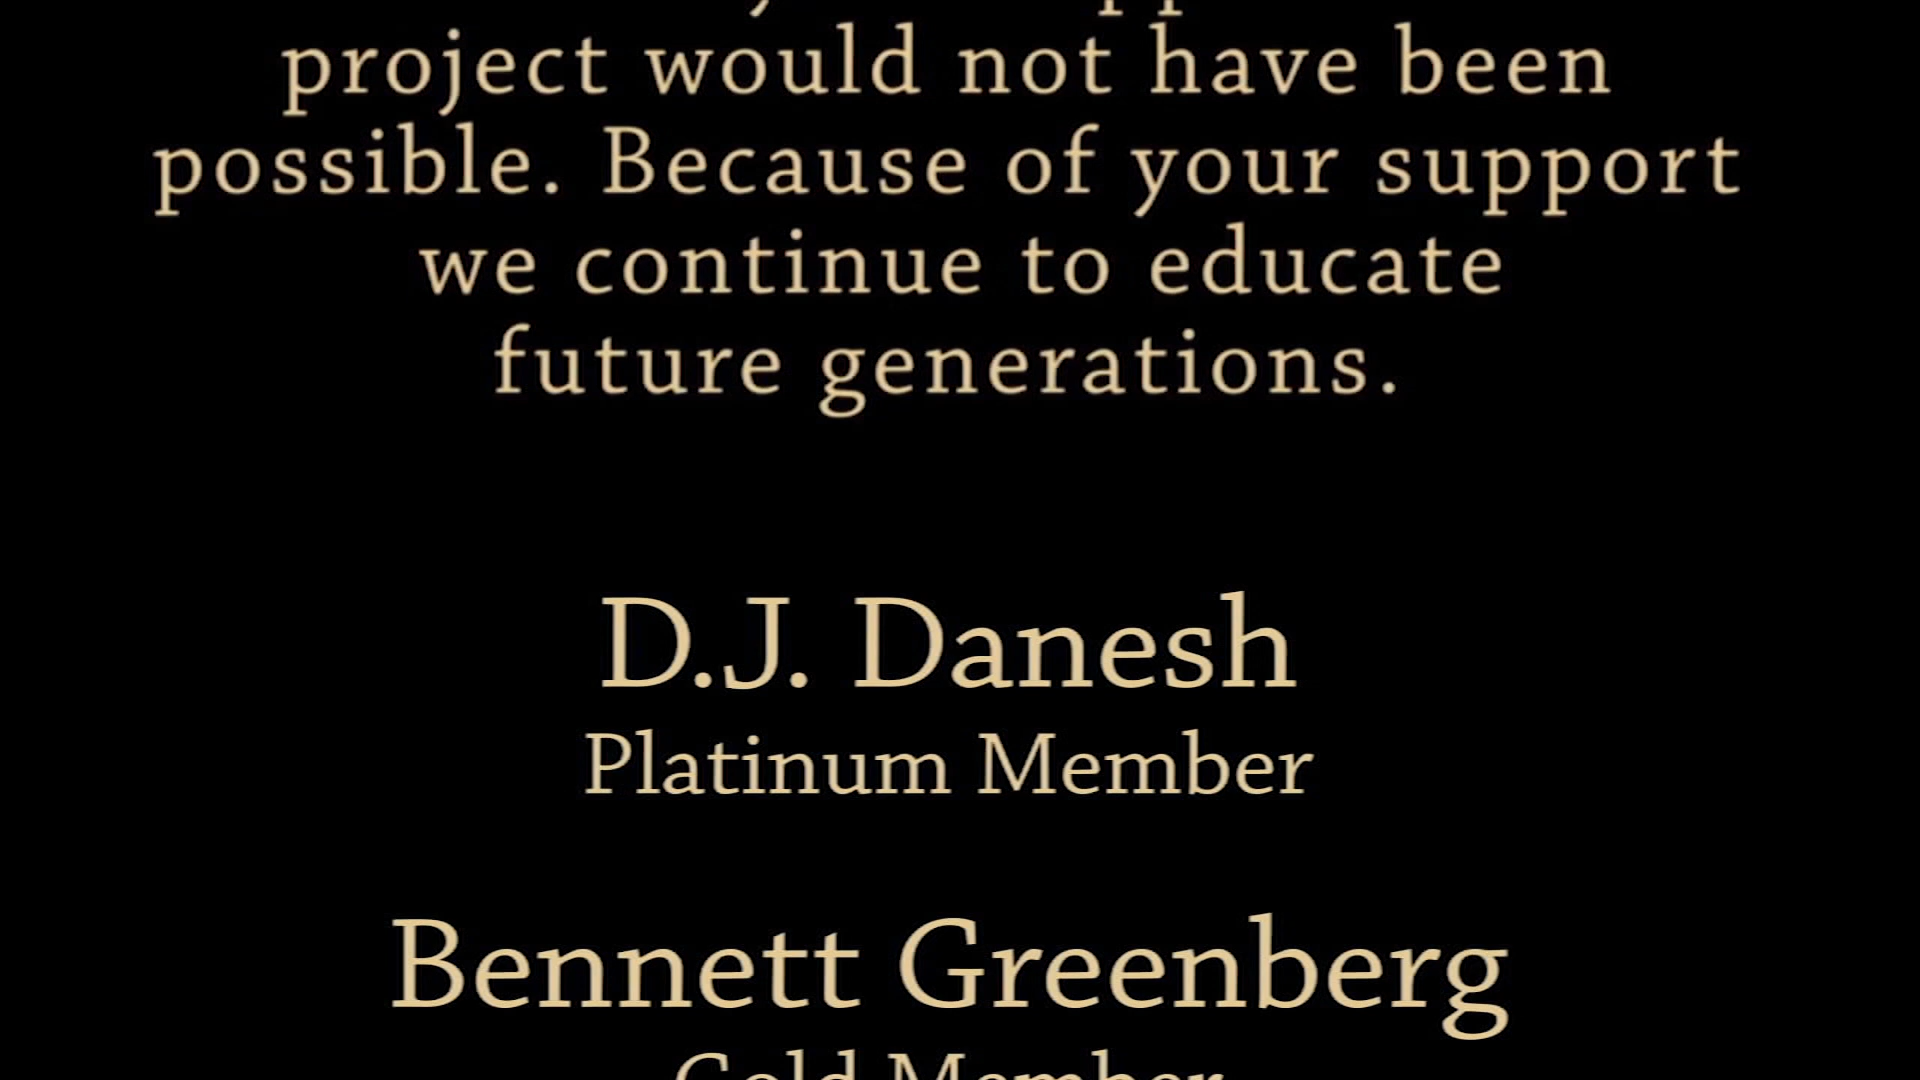 project would not have been
possible. Because of your support
we continue to educate
future generations.
D.J. Danesh
Platinum Member
Bennett Greenberg
Gold Member